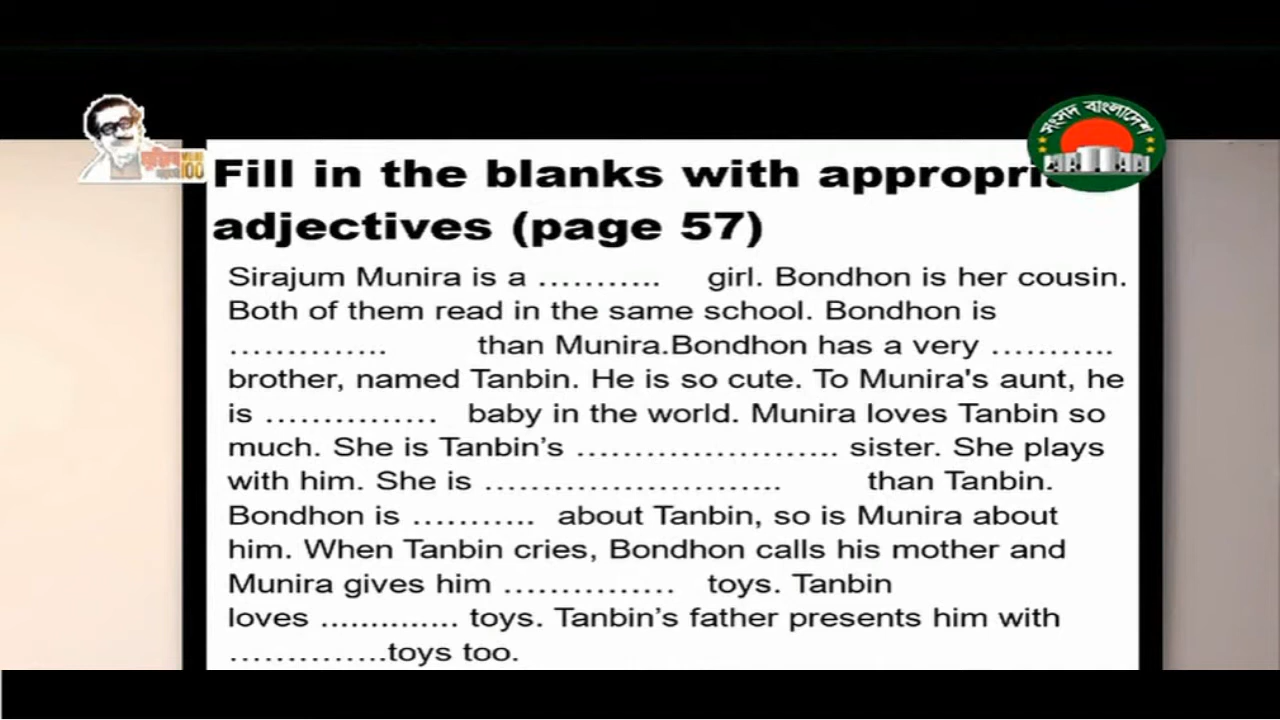 সংসদ বাংলাদেশ
100
Fill in the blanks with appropri
adjectives (page 57)
Sirajum Munira is a ……….. girl. Bondhon is her cousin.
Both of them read in the same school. Bondhon is
………….. than Munira.Bondhon has a very ………..
brother, named Tanbin. He is so cute. To Munira's aunt, he
is …………… baby in the world. Munira loves Tanbin so
much. She is Tanbin’s ………………….. sister. She plays
with him. She is ……………………….. than Tanbin.
Bondhon is ……….. about Tanbin, so is Munira about
him. When Tanbin cries, Bondhon calls his mother and
Munira gives him …………… toys. Tanbin
loves .............. toys. Tanbin’s father presents him with
…………..toys too.